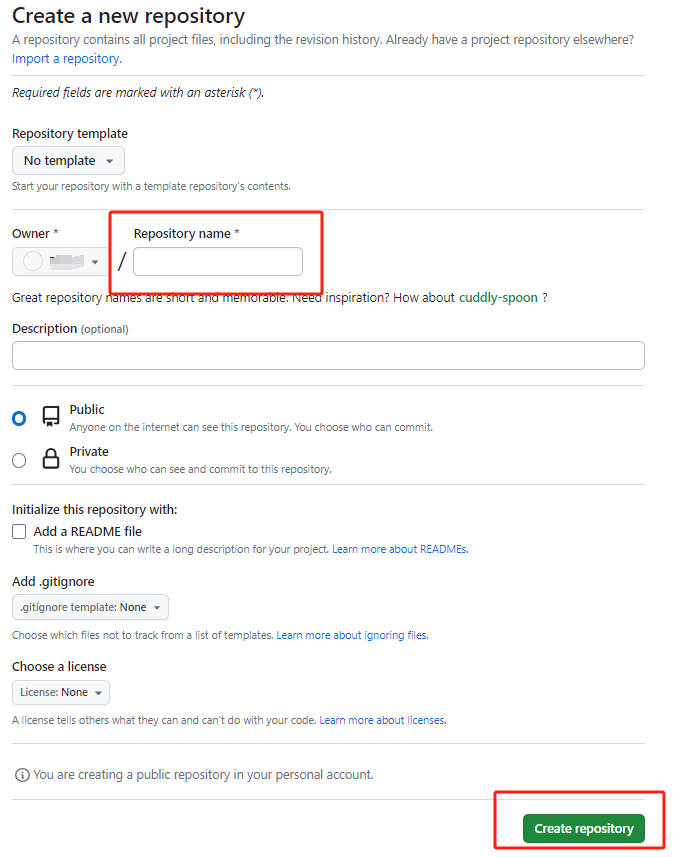 Create a new repository
A repository contains all project files, including the revision history. Already have a project repository elsewhere?
Import a repository.
Required fields are marked with an asterisk (*).
Repository template
No template
Start your repository with a template repository's contents.
Owner * Repository name *
/
Great repository names are short and memorable. Need inspiration? How about cuddly-spoon ?
Description (optional)
Public
Anyone on the internet can see this repository. You choose who can commit.
Private
You choose who can see and commit to this repository.
Initialize this repository with:
Add a README file
This is where you can write a long description for your project. Learn more about READMEs.
Add .gitignore
.gitignore template: None
Choose which files not to track from a list of templates. Learn more about ignoring files.
Choose a license
License: None
A license tells others what they can and can't do with your code. Learn more about licenses.
You are creating a public repository in your personal account.
Create repository